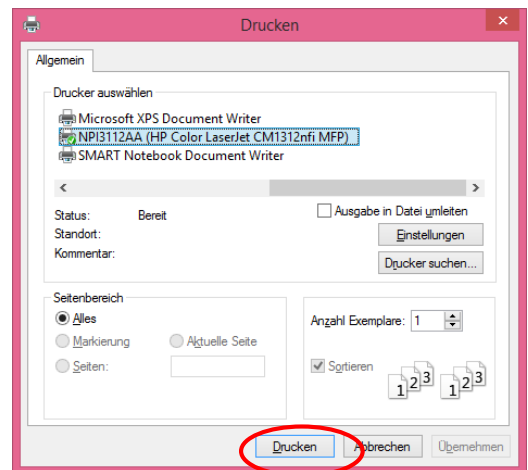 Drucken
Allgemein
Drucker auswählen
Microsoft XPS Document Writer
NPI3112AA (HP Color LaserJet CM1312nfi MFP)
SMART Notebook Document Writer
Status: Bereit
Standort:
Kommentar:
Ausgabe in Datei umleiten
Einstellungen
Drucker suchen...
Seitenbereich
Alles
Markierung Aktuelle Seite
Seiten:
Anzahl Exemplare: 1
Sortieren
1 2 3 1 2 3
Drucken Abbrechen Übernehmen